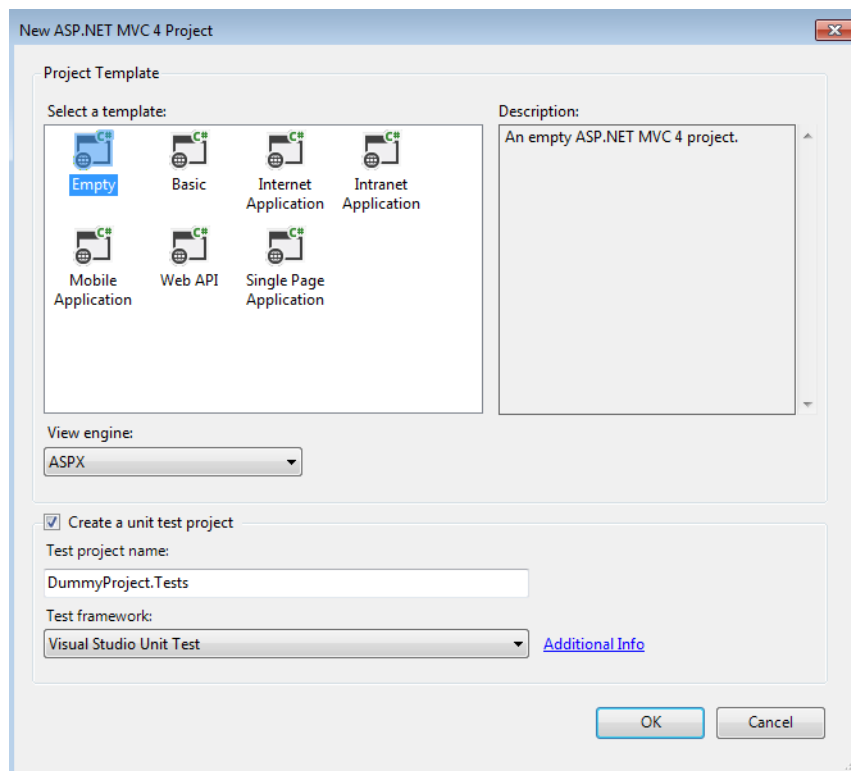 New ASP.NET MVC 4 Project
Project Template
Select a template:
Description:
C# C# C# C#
Empty Basic Internet Application Intranet Application
An empty ASP.NET MVC 4 project.
C# C# C#
Mobile Application Web API Single Page Application
View engine:
ASPX
Create a unit test project
Test project name:
DummyProject.Tests
Test framework:
Visual Studio Unit Test
Additional Info
OK Cancel